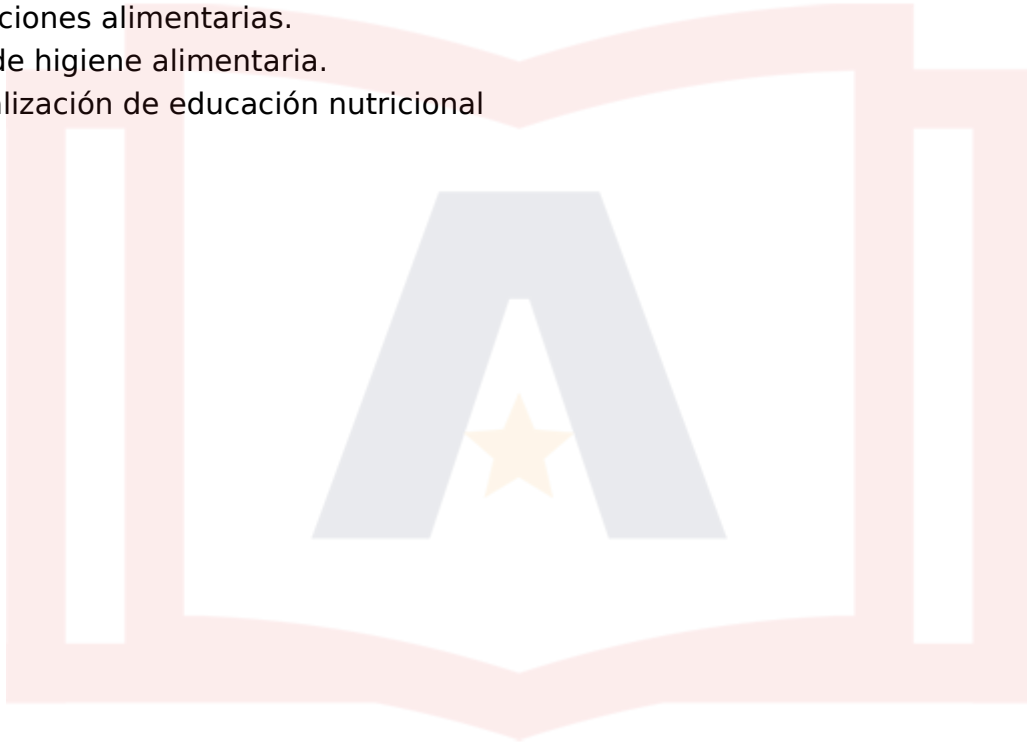 ciones alimentarias.
de higiene alimentaria.
lización de educación nutricional